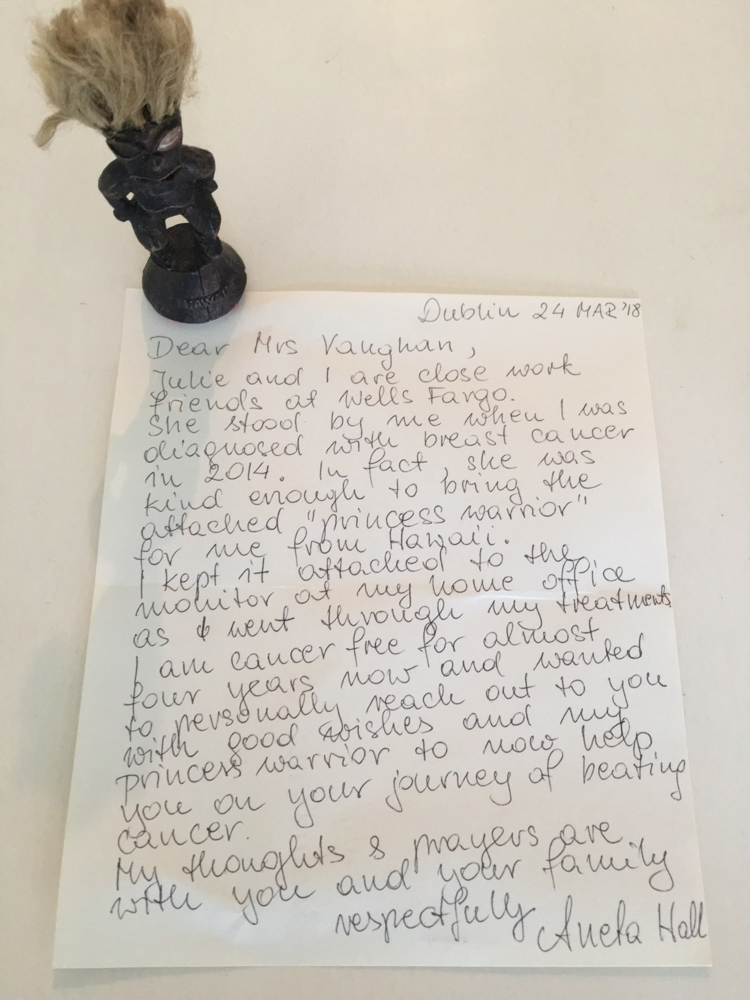 HAWAII
Dublin 24 MAR '18
Dear Mrs Vaughan,
Julie and I are close work
friends at Wells Fargo.
She stood by me when I was
diagnosed with breast cancer
in 2014. In fact, she was
kind enough to bring the
attached "princess warrior"
for me from Hawaii.
I kept it attached to the
monitor at my home office
as I went through my treatments.
I am cancer free for almost
four years now and wanted
to personally reach out to you
with good wishes and my
princess warrior to now help
you on your journey of beating
cancer.
My thoughts & prayers are
with you and your family
respectfully Aneta Hall